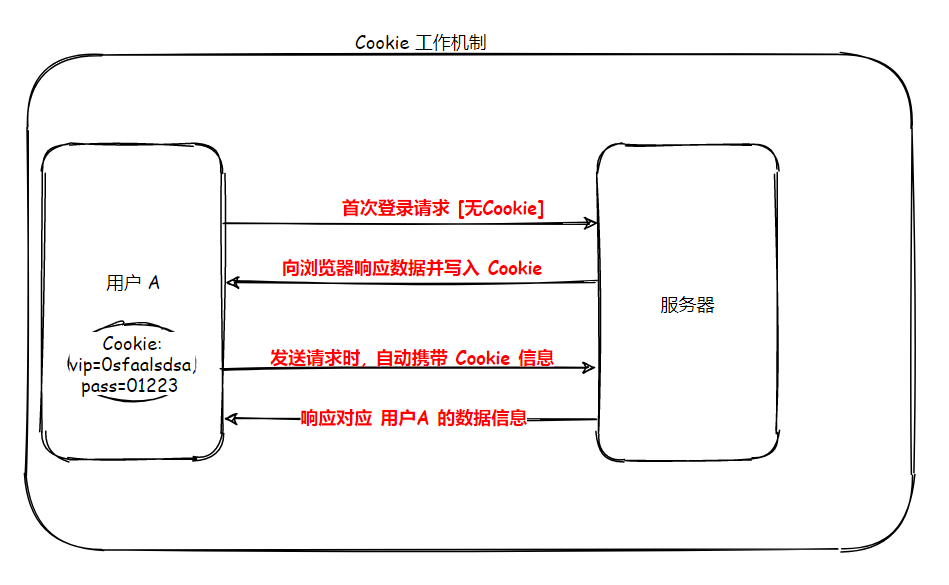 Cookie 工作机制
首次登录请求 [无Cookie]
向浏览器响应数据并写入 Cookie
用户 A
服务器
Cookie:
vip=0sfaalsdsa
pass=01223
发送请求时, 自动携带 Cookie 信息
响应对应 用户A 的数据信息